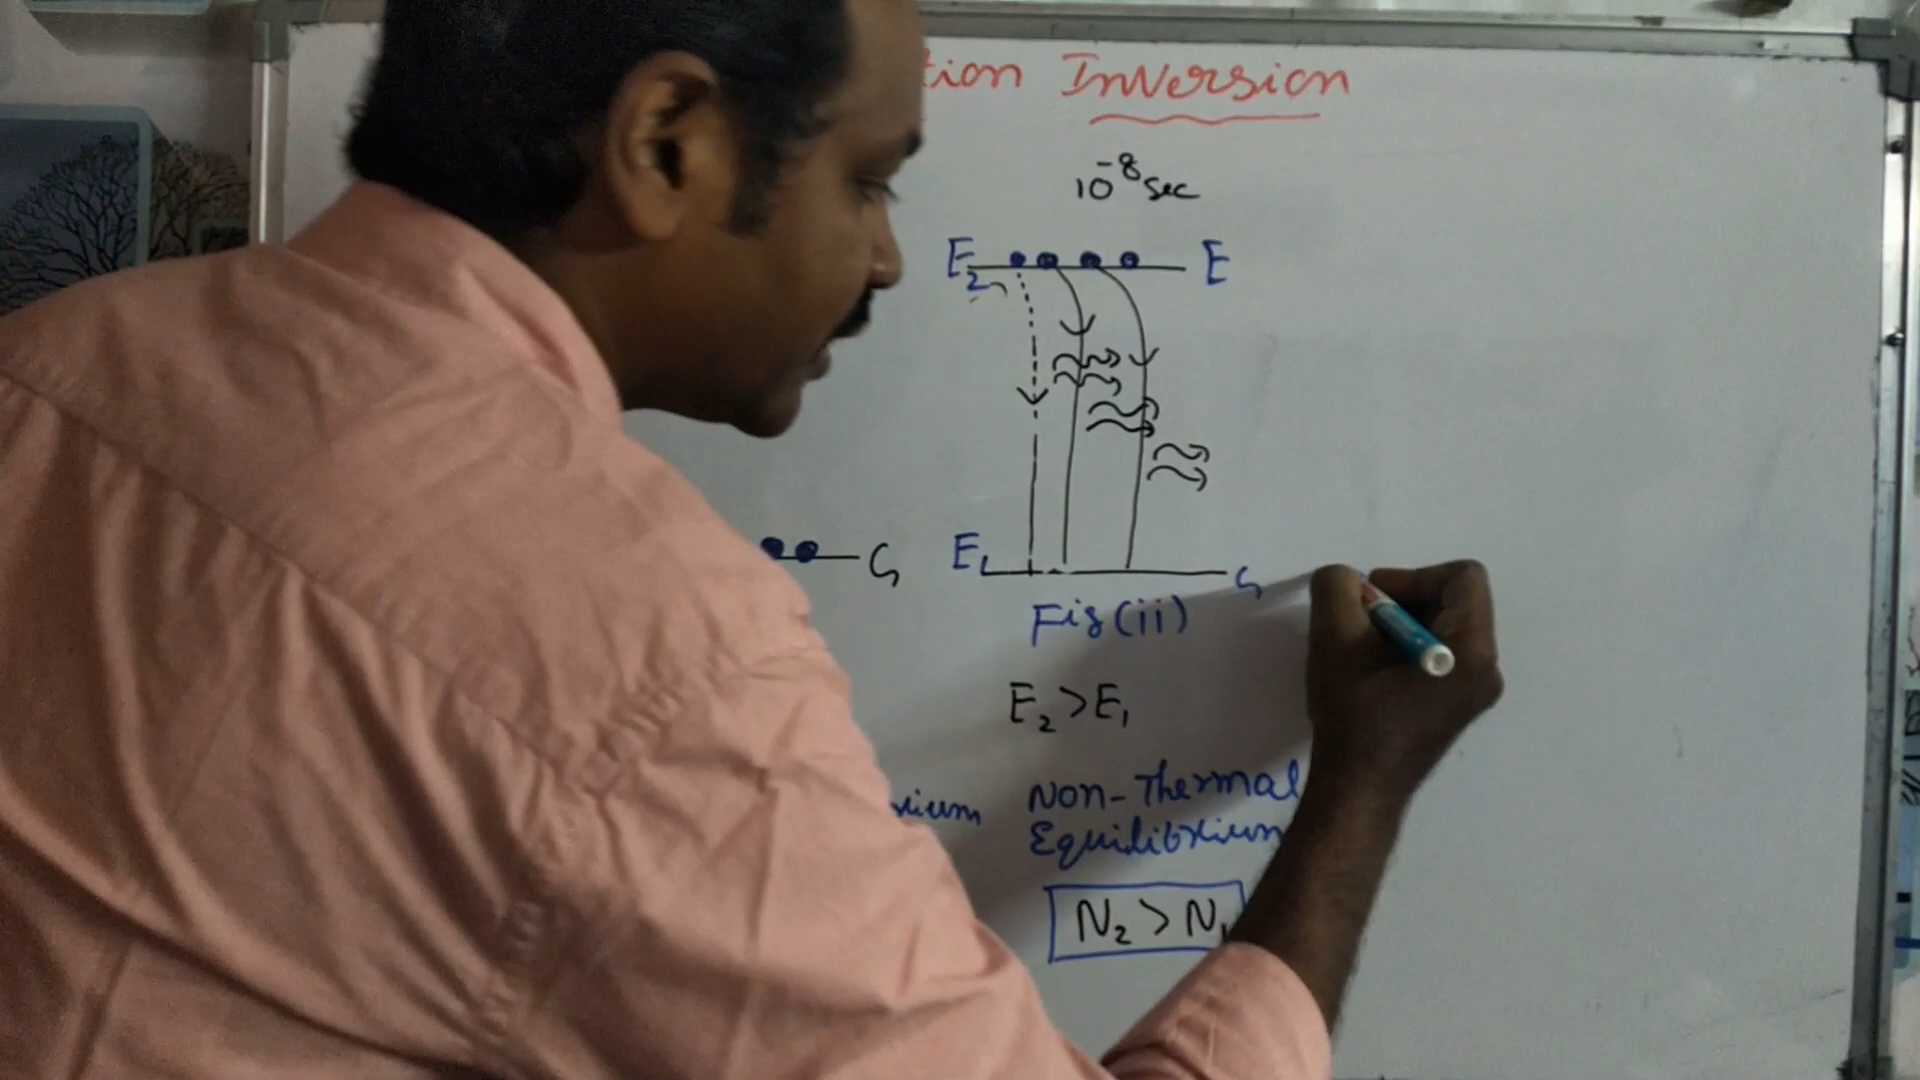 tion Inversion
10⁻⁸ sec
E₂ E
G E₁ G
Fig (ii)
E₂ > E₁
Non-Thermal
rium Equilibrium
N₂ > N₁